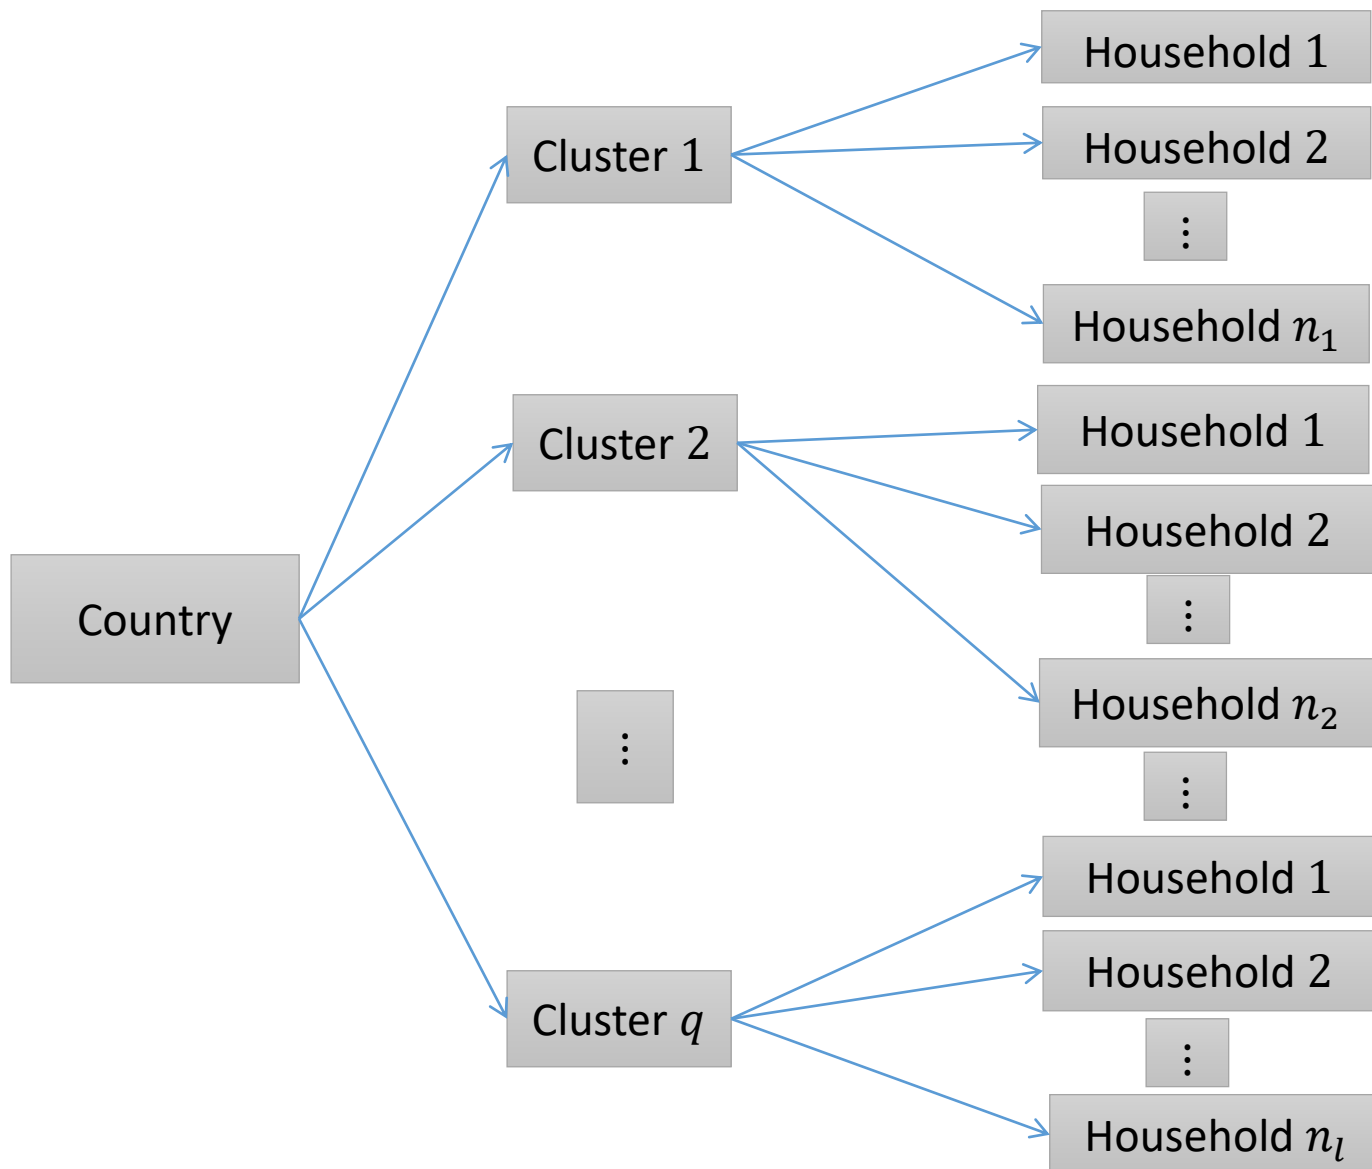 Country
Cluster 1
Household 1
Household 2
⋮
Household n₁
Cluster 2
Household 1
Household 2
⋮
Household n₂
⋮
⋮
Cluster q
Household 1
Household 2
⋮
Household nₗ